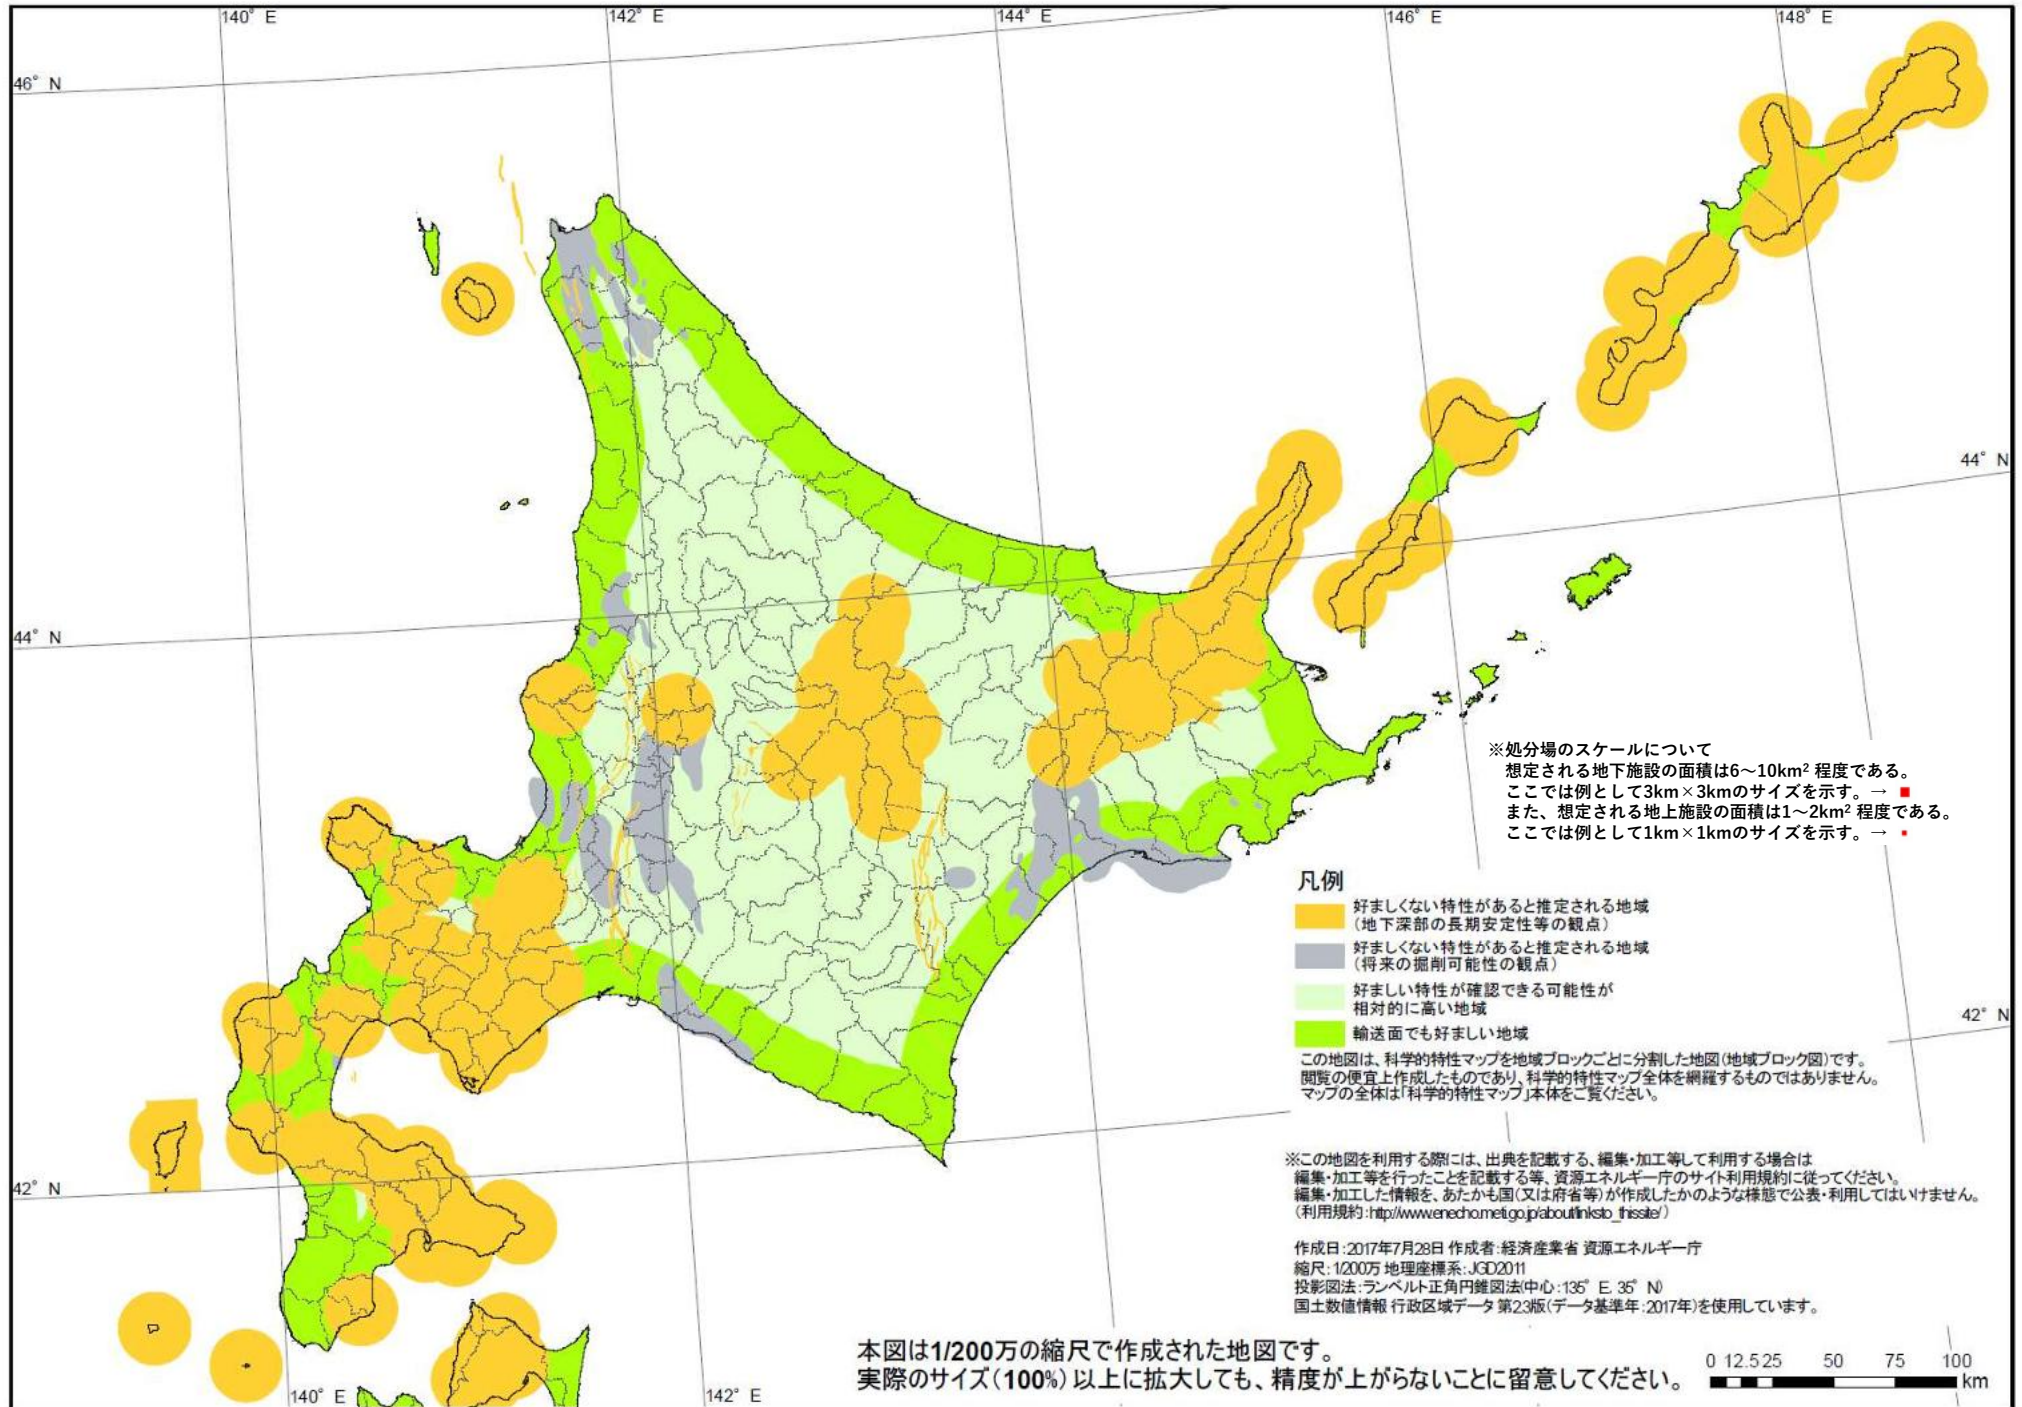 140° E
142° E
144° E
146° E
148° E
46° N
44° N
44° N
※処分場のスケールについて
想定される地下施設の面積は6～10km² 程度である。
ここでは例として3km×3kmのサイズを示す。→
また、想定される地上施設の面積は1～2km² 程度である。
ここでは例として1km×1kmのサイズを示す。→
凡例
好ましくない特性があると推定される地域
(地下深部の長期安定性等の観点)
好ましくない特性があると推定される地域
(将来の掘削可能性の観点)
好ましい特性が確認できる可能性が
相対的に高い地域
輸送面でも好ましい地域
42° N
この地図は、科学的特性マップを地域ブロックごとに分割した地図(地域ブロック図)です。
閲覧の便宜上作成したものであり、科学的特性マップ全体を網羅するものではありません。
マップの全体は「科学的特性マップ」本体をご覧ください。
42° N
※この地図を利用する際には、出典を記載する、編集・加工等して利用する場合は
編集・加工等を行ったことを記載する等、資源エネルギー庁のサイト利用規約に従ってください。
編集・加工した情報を、あたかも国(又は府省等)が作成したかのような様態で公表・利用してはいけません。
(利用規約:http://www.enecho.meti.go.jp/about/linksto_thissite/)
作成日:2017年7月28日 作成者:経済産業省 資源エネルギー庁
縮尺:1/200万 地理座標系:JGD2011
投影図法:ランベルト正角円錐図法(中心:135° E, 35° N)
国土数値情報 行政区域データ 第2.3版(データ基準年:2017年)を使用しています。
本図は1/200万の縮尺で作成された地図です。
実際のサイズ(100%)以上に拡大しても、精度が上がらないことに留意してください。
0 12.5 25 50 75 100
km
140° E
142° E